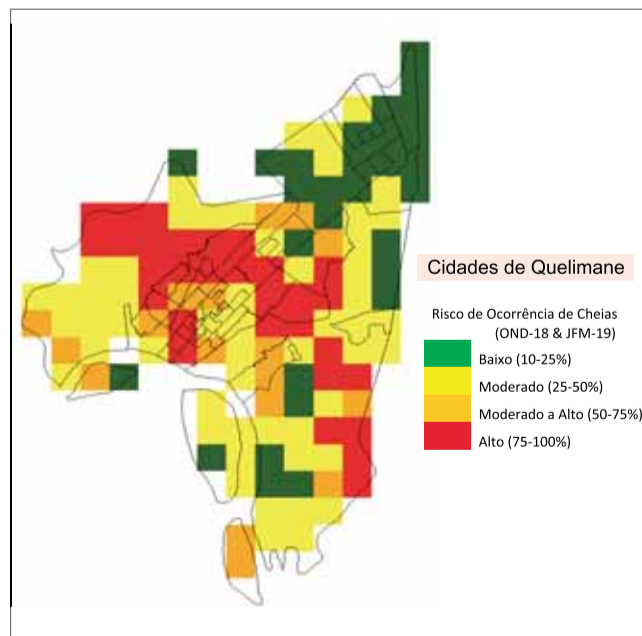 Cidades de Quelimane
Risco de Ocorrência de Cheias
(OND-18 & JFM-19)
Baixo (10-25%)
Moderado (25-50%)
Moderado a Alto (50-75%)
Alto (75-100%)